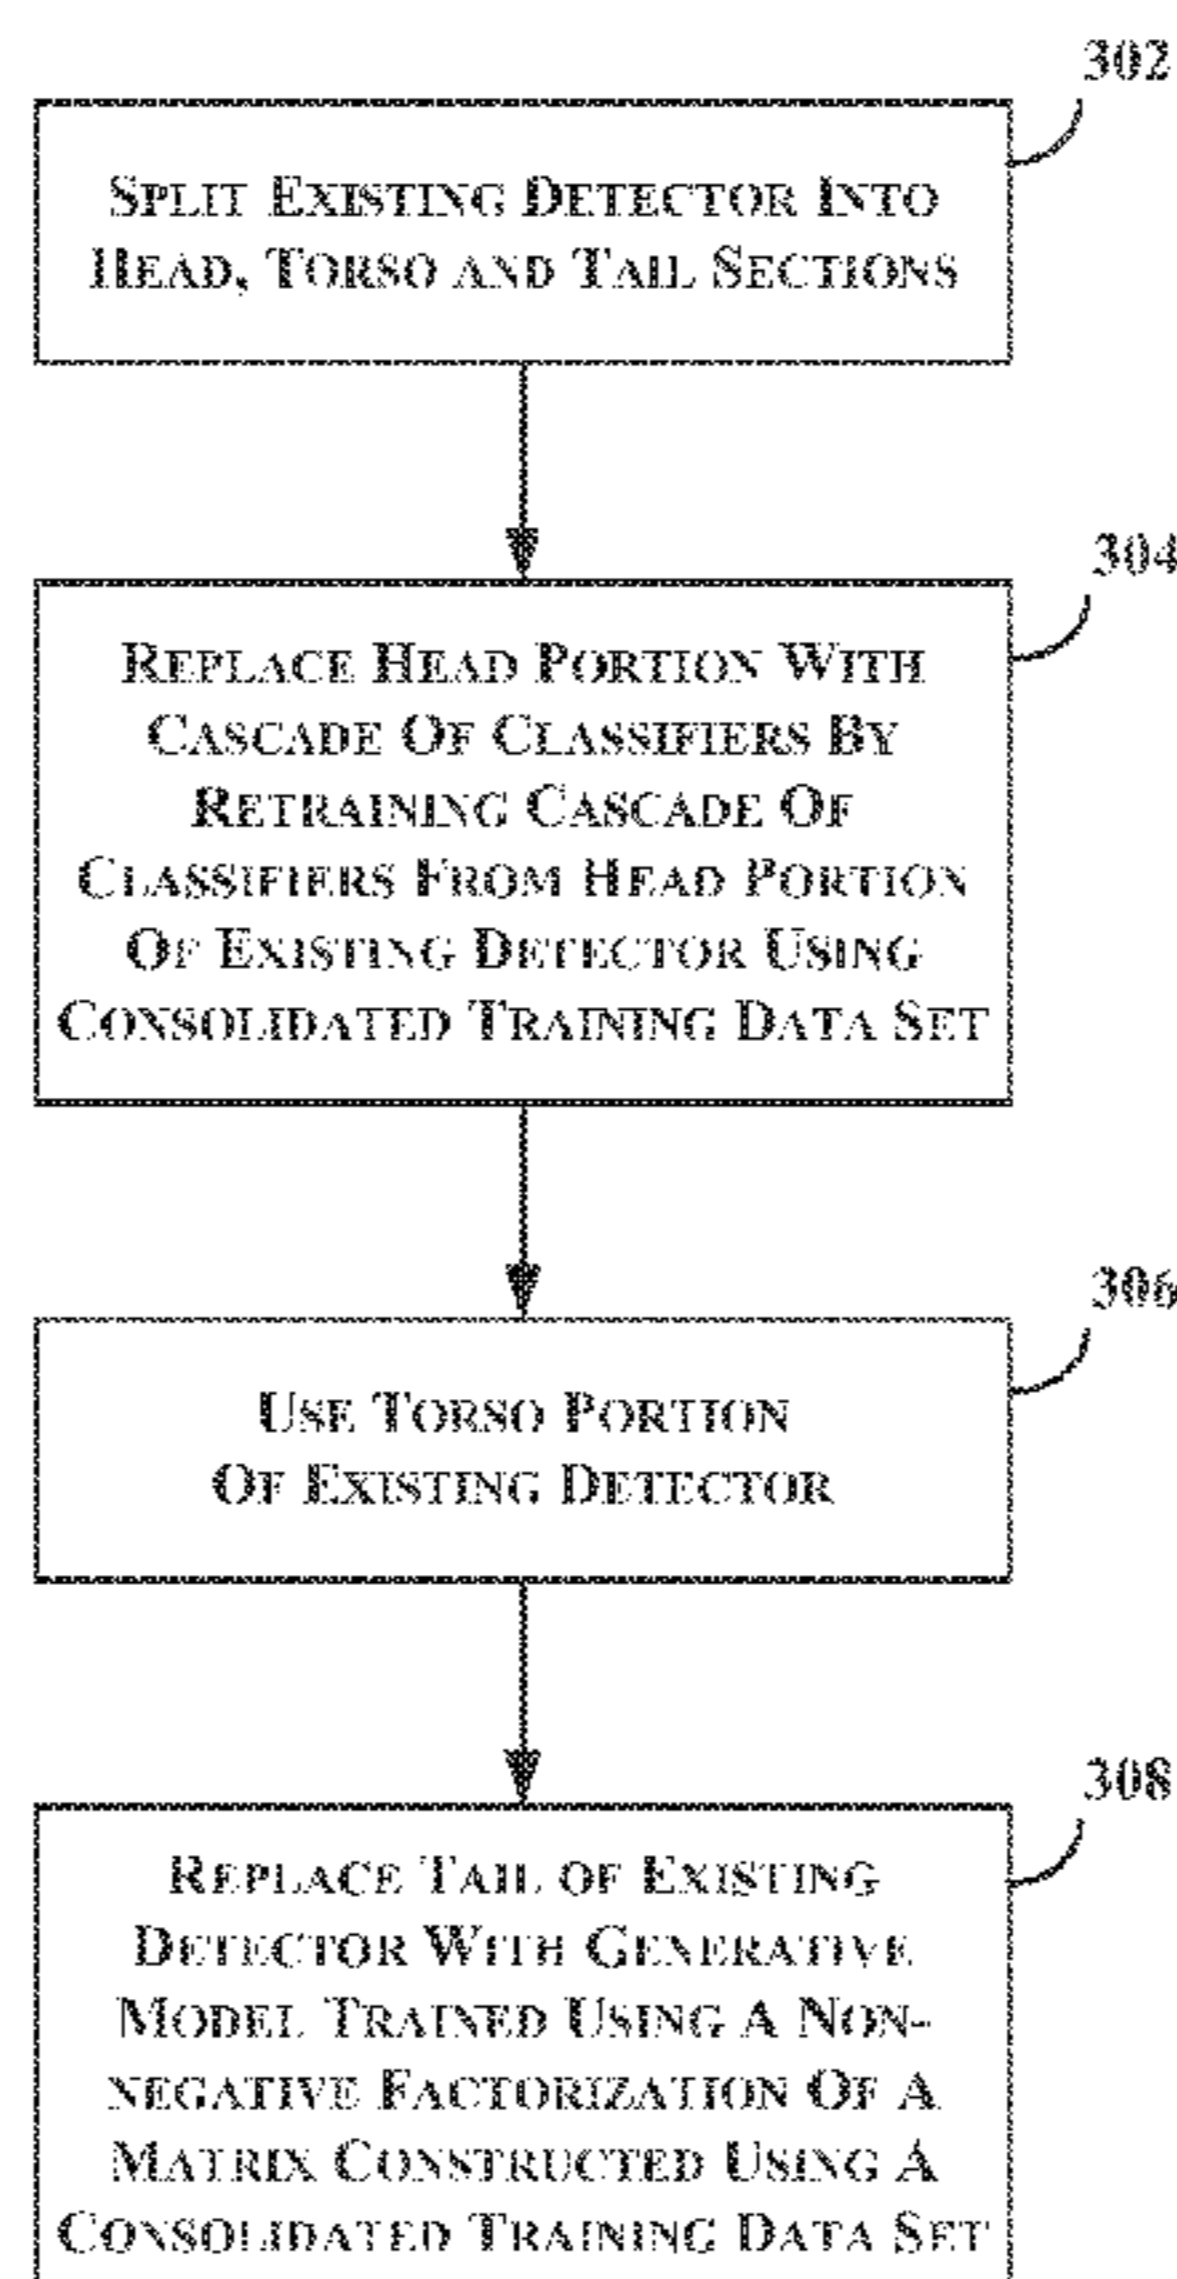 302
SPLIT EXISTING DETECTOR INTO
HEAD, TORSO AND TAIL SECTIONS
304
REPLACE HEAD PORTION WITH
CASCADE OF CLASSIFIERS BY
RETRAINING CASCADE OF
CLASSIFIERS FROM HEAD PORTION
OF EXISTING DETECTOR USING
CONSOLIDATED TRAINING DATA SET
306
USE TORSO PORTION
OF EXISTING DETECTOR
308
REPLACE TAIL OF EXISTING
DETECTOR WITH GENERATIVE
MODEL TRAINED USING A NON-
NEGATIVE FACTORIZATION OF A
MATRIX CONSTRUCTED USING A
CONSOLIDATED TRAINING DATA SET